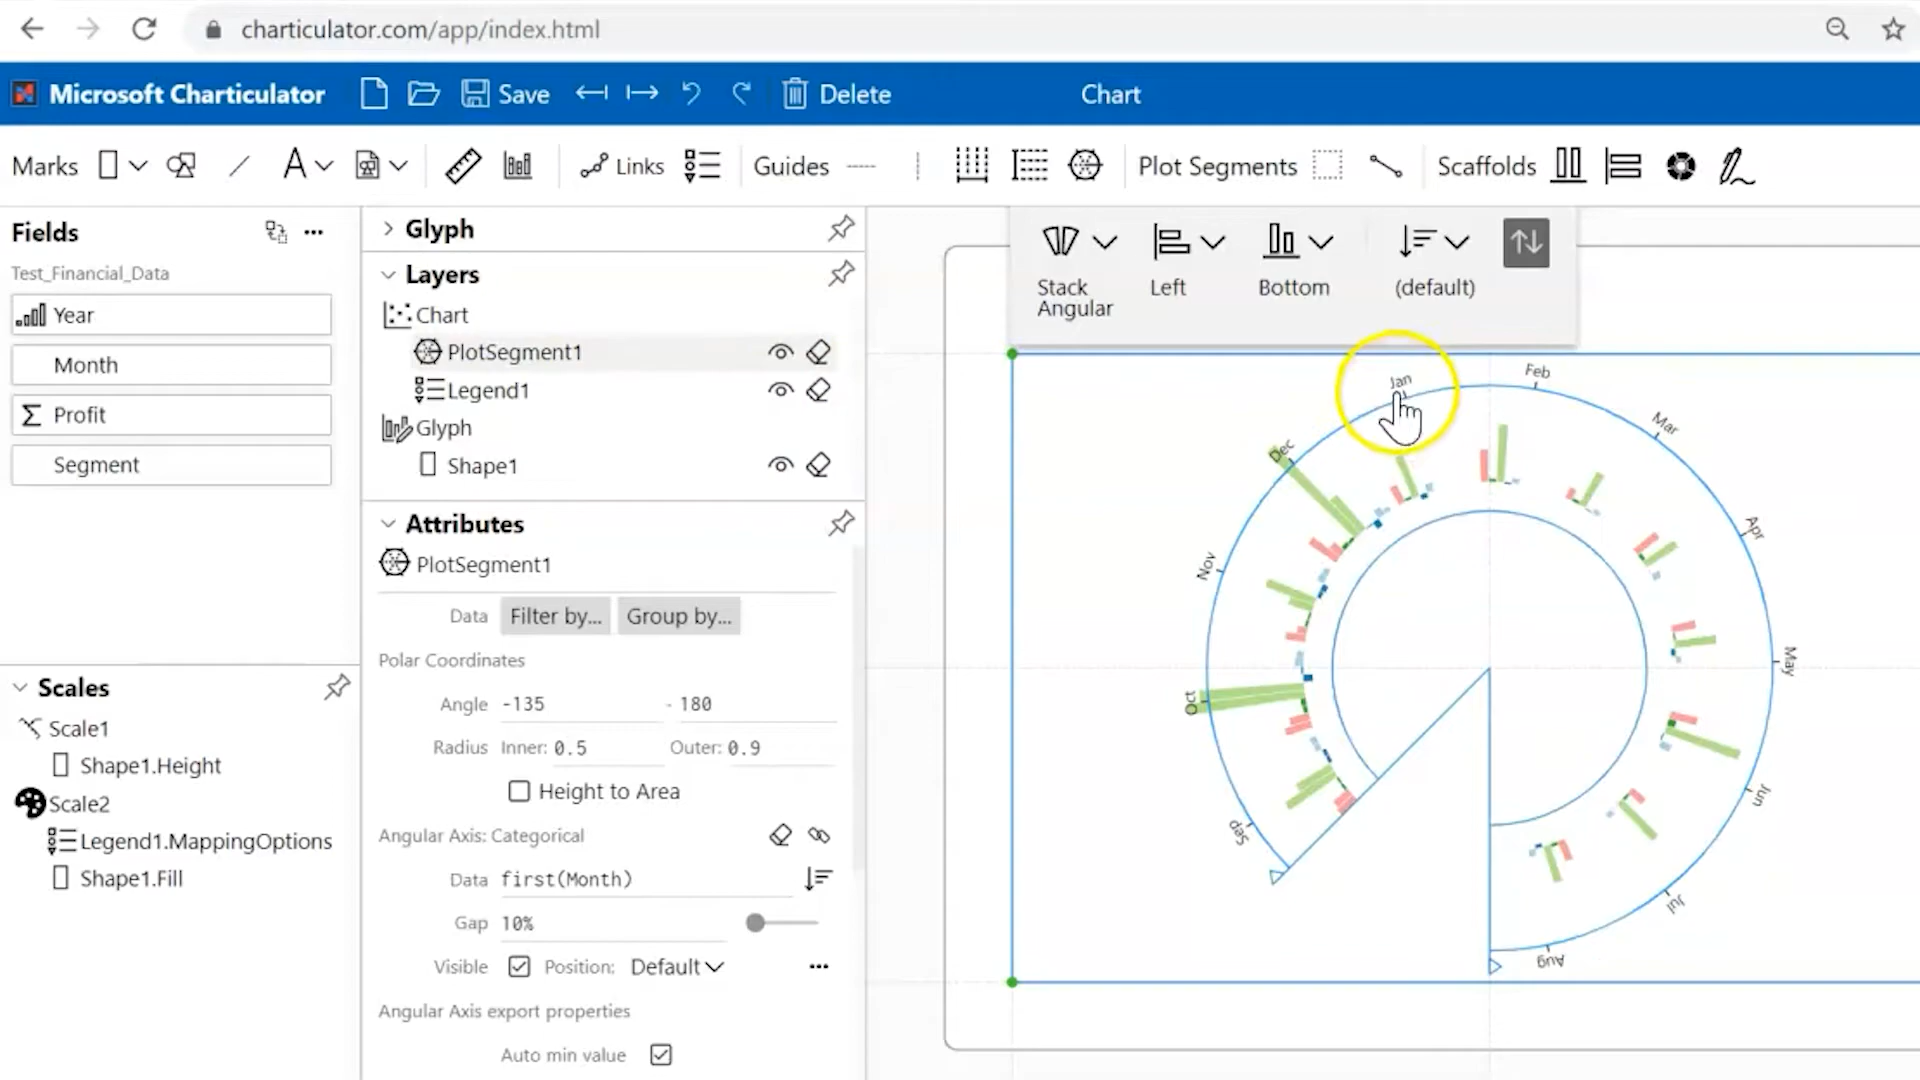 charticulator.com/app/index.html
Microsoft Charticulator Save Delete Chart
Marks A Links Guides Plot Segments Scaffolds
Fields
Test_Financial_Data
Year
Month
Profit
Segment
Scales
Scale1
Shape1.Height
Scale2
Legend1.MappingOptions
Shape1.Fill
Glyph
Layers
Chart
PlotSegment1
Legend1
Glyph
Shape1
Attributes
PlotSegment1
Data Filter by... Group by...
Polar Coordinates
Angle -135 - 180
Radius Inner: 0.5 Outer: 0.9
Height to Area
Angular Axis: Categorical
Data first(Month)
Gap 10%
Visible Position: Default
Angular Axis export properties
Auto min value
Stack Angular
Left
Bottom
(default)
Jan
Feb
Mar
Apr
May
Jun
Jul
Aug
Sep
Oct
Nov
Dec